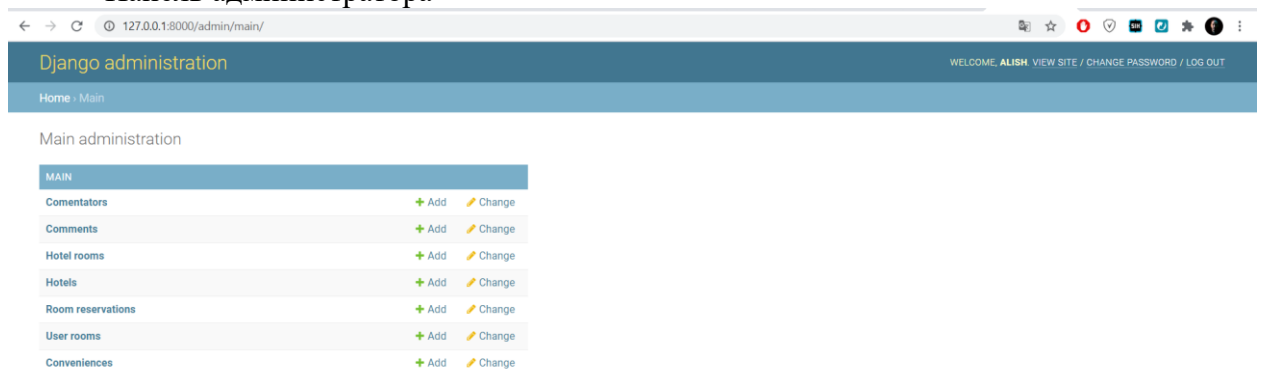 Панель администратора
127.0.0.1:8000/admin/main/
Django administration
WELCOME, ALISH. VIEW SITE / CHANGE PASSWORD / LOG OUT
Home › Main
Main administration
MAIN
Comentators + Add Change
Comments + Add Change
Hotel rooms + Add Change
Hotels + Add Change
Room reservations + Add Change
User rooms + Add Change
Conveniences + Add Change